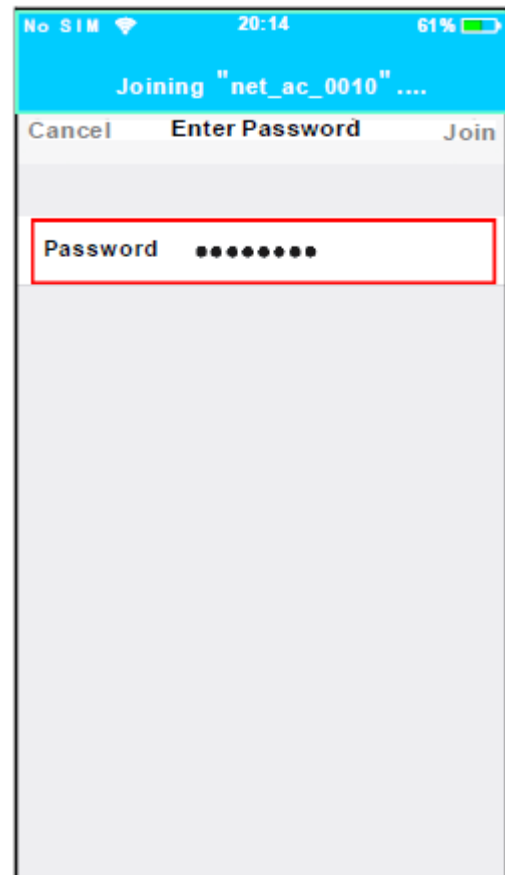 No SIM 20:14 61%
Joining "net_ac_0010"....
Cancel Enter Password Join
Password ●●●●●●●●